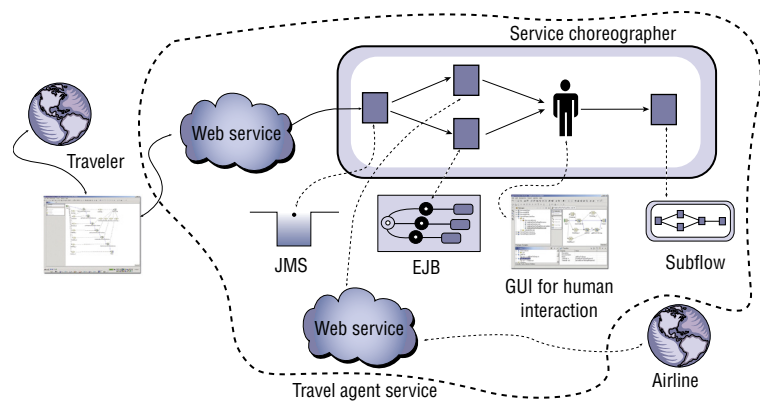 Service choreographer
Web service
Traveler
JMS
EJB
GUI for human
interaction
Subflow
Web service
Airline
Travel agent service